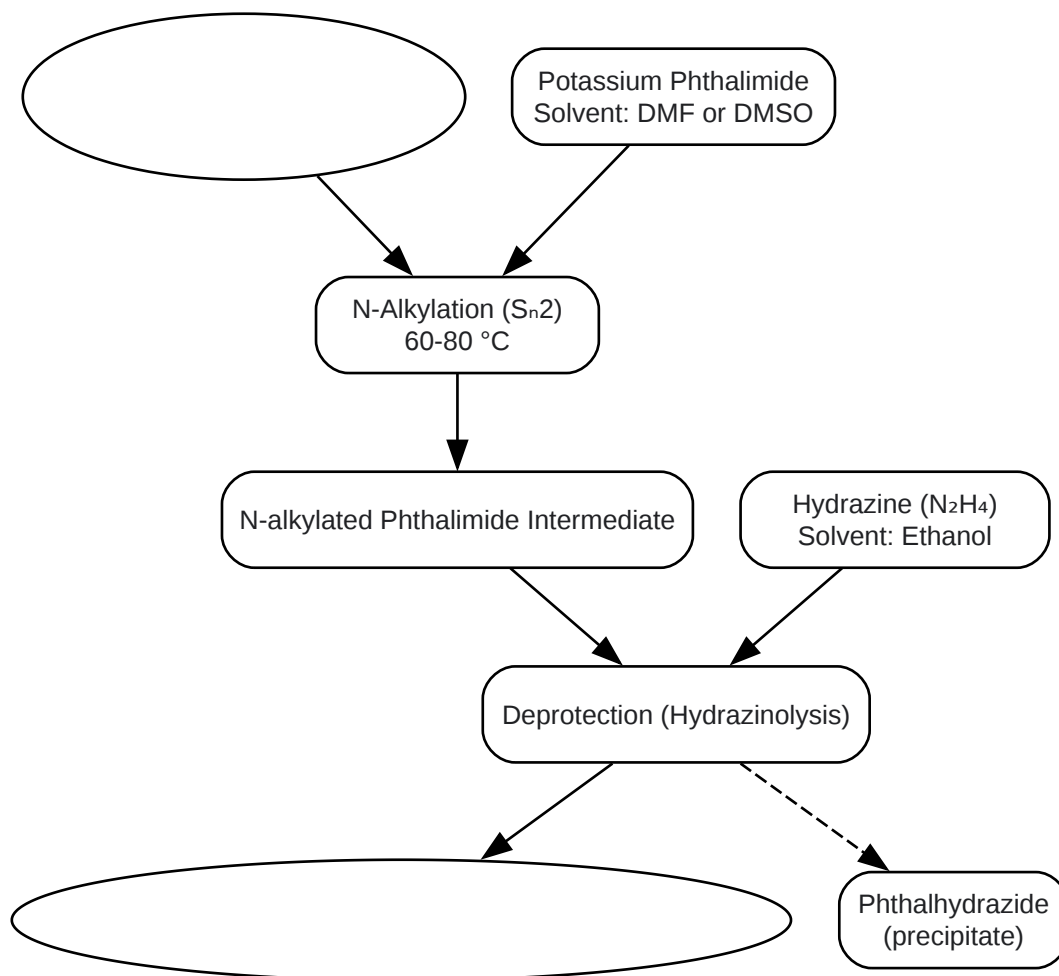 Potassium Phthalimide
Solvent: DMF or DMSO
N-Alkylation (Sₙ2)
60-80 °C
N-alkylated Phthalimide Intermediate
Hydrazine (N₂H₄)
Solvent: Ethanol
Deprotection (Hydrazinolysis)
Phthalhydrazide
(precipitate)